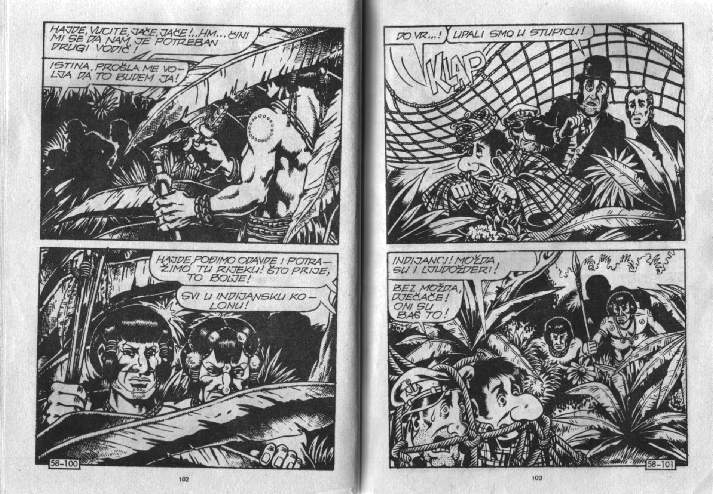 HAJDE, VUCITE, JAČE, JAČE!...HM... ČINI
MI SE DA NAM JE POTREBAN
DRUGI VODIČ!
ISTINA, PROŠLA ME VO-
LJA DA TO BUDEM JA!
HAJDE, POĐIMO ODAVDE I POTRA-
ŽIMO TU RIJEKU! ŠTO PRIJE,
TO BOLJE!
SVI U INDIJANSKU KO-
LONU!
58-100
102
DO VR...!
UPALI SMO U STUPICU!
KLAP
INDIJANCI! MOŽDA
SU I LJUDOŽDERI!
BEZ MOŽDA,
DJEČAČE!
ONI SU
BAŠ TO!
58-101
103